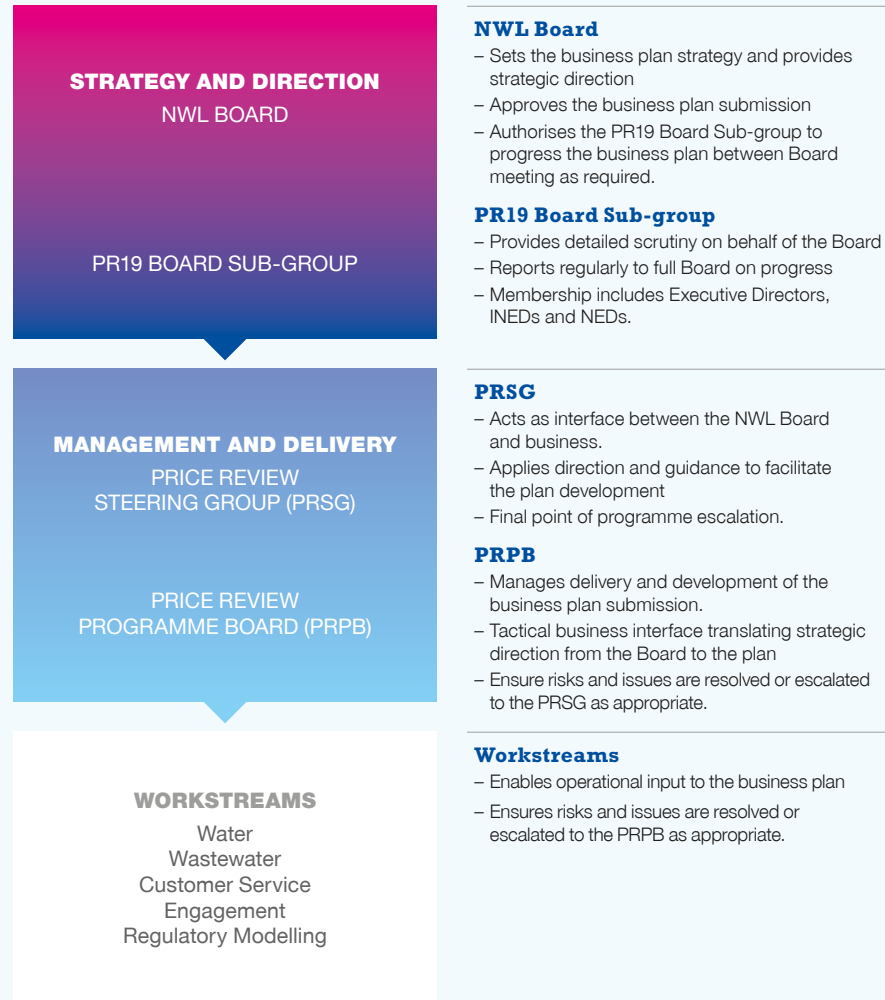 STRATEGY AND DIRECTION
NWL BOARD
PR19 BOARD SUB-GROUP
NWL Board
– Sets the business plan strategy and provides
strategic direction
– Approves the business plan submission
– Authorises the PR19 Board Sub-group to
progress the business plan between Board
meeting as required.
PR19 Board Sub-group
– Provides detailed scrutiny on behalf of the Board
– Reports regularly to full Board on progress
– Membership includes Executive Directors,
INEDs and NEDs.
MANAGEMENT AND DELIVERY
PRICE REVIEW
STEERING GROUP (PRSG)
PRICE REVIEW
PROGRAMME BOARD (PRPB)
PRSG
– Acts as interface between the NWL Board
and business.
– Applies direction and guidance to facilitate
the plan development
– Final point of programme escalation.
PRPB
– Manages delivery and development of the
business plan submission.
– Tactical business interface translating strategic
direction from the Board to the plan
– Ensure risks and issues are resolved or escalated
to the PRSG as appropriate.
WORKSTREAMS
Water
Wastewater
Customer Service
Engagement
Regulatory Modelling
Workstreams
– Enables operational input to the business plan
– Ensures risks and issues are resolved or
escalated to the PRPB as appropriate.